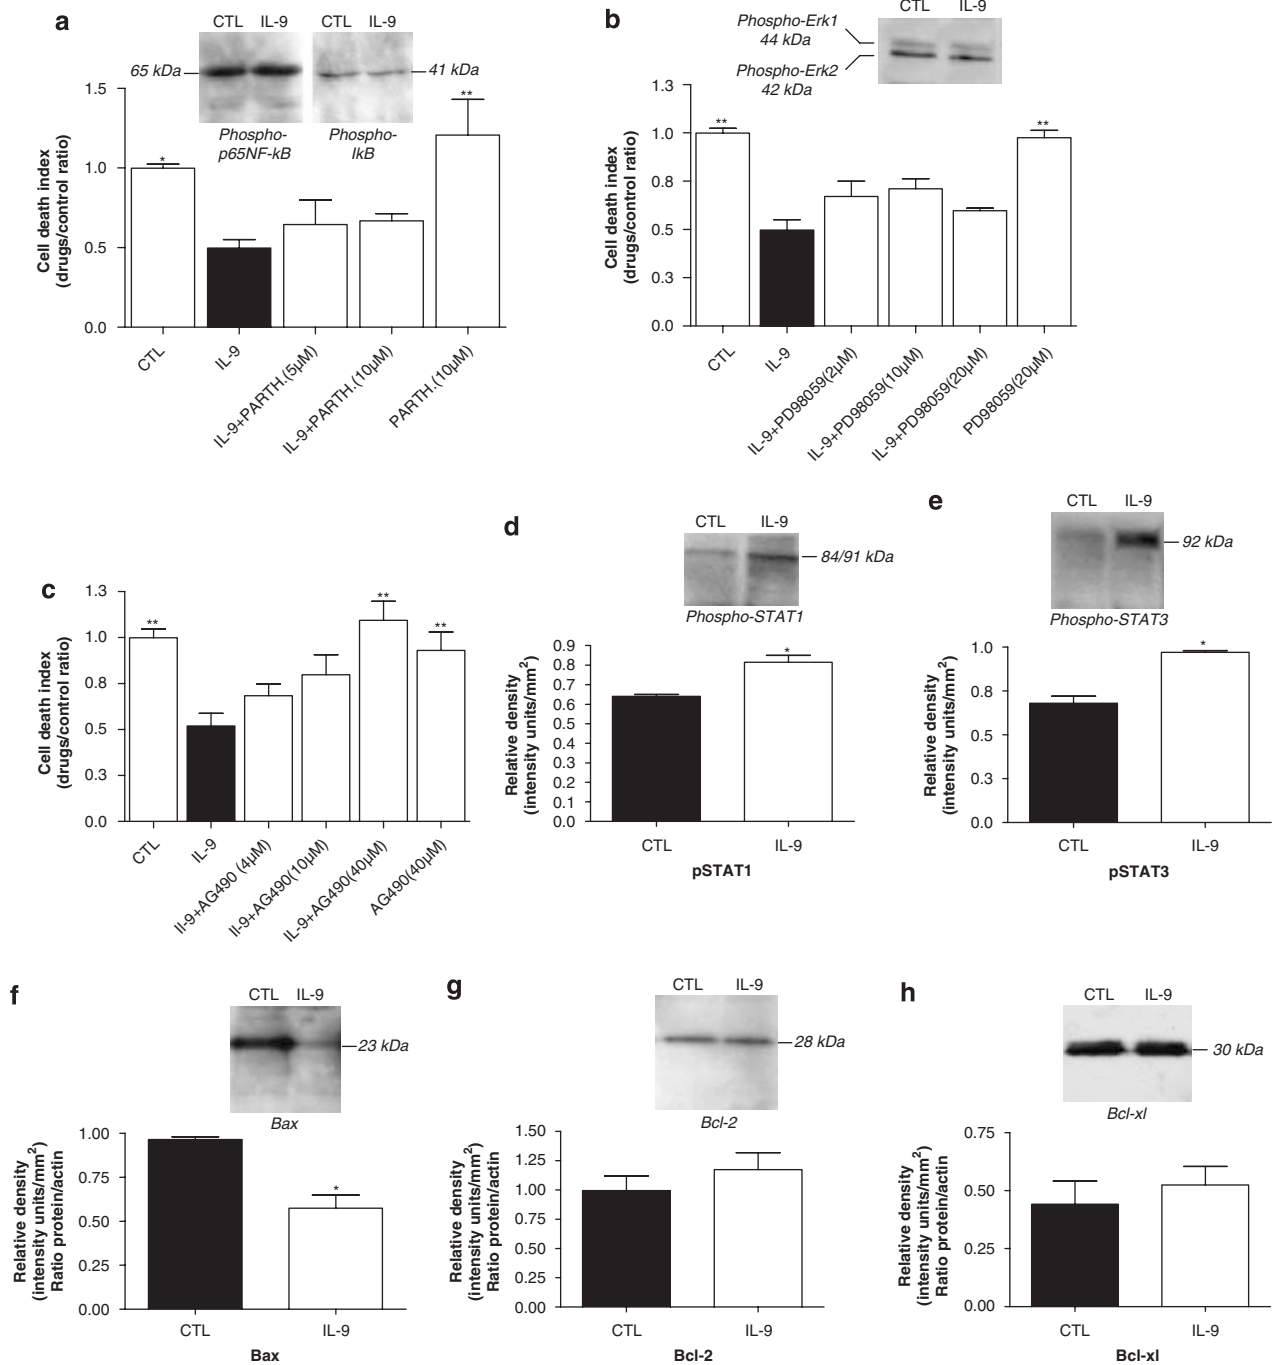 a
CTL IL-9
65 kDa
41 kDa
Phospho-
p65NF-kB
Phospho-
IkB
Cell death index
(drugs/control ratio)
1.5
1.0
0.5
0.0
*
**
CTL
IL-9
IL-9+PARTH.(5µM)
IL-9+PARTH.(10µM)
PARTH.(10µM)
b
CTL IL-9
Phospho-Erk1
44 kDa
Phospho-Erk2
42 kDa
Cell death index
(drugs/control ratio)
1.3
1.0
0.8
0.5
0.3
0.0
**
**
CTL
IL-9
IL-9+PD98059(2µM)
IL-9+PD98059(10µM)
IL-9+PD98059(20µM)
PD98059(20µM)
c
Cell death index
(drugs/control ratio)
1.3
1.0
0.8
0.5
0.3
0.0
**
**
**
CTL
IL-9
Il-9+AG490 (4µM)
Il-9+AG490(10µM)
IL-9+AG490(40µM)
AG490(40µM)
d
CTL IL-9
84/91 kDa
Phospho-STAT1
Relative density
(intensity units/mm²)
0.9
0.8
0.7
0.6
0.5
0.4
0.3
0.2
0.1
0.0
*
CTL IL-9
pSTAT1
e
CTL IL-9
92 kDa
Phospho-STAT3
Relative density
(intensity units/mm²)
1.0
0.8
0.5
0.3
0.0
*
CTL IL-9
pSTAT3
f
CTL IL-9
23 kDa
Bax
Relative density
(intensity units/mm²)
Ratio protein/actin
1.00
0.75
0.50
0.25
0.00
*
CTL IL-9
Bax
g
CTL IL-9
28 kDa
Bcl-2
Relative density
(intensity units/mm²)
Ratio protein/actin
1.50
1.25
1.00
0.75
0.50
0.25
0.00
CTL IL-9
Bcl-2
h
CTL IL-9
30 kDa
Bcl-xl
Relative density
(intensity units/mm²)
Ratio protein/actin
0.75
0.50
0.25
0.00
CTL IL-9
Bcl-xl